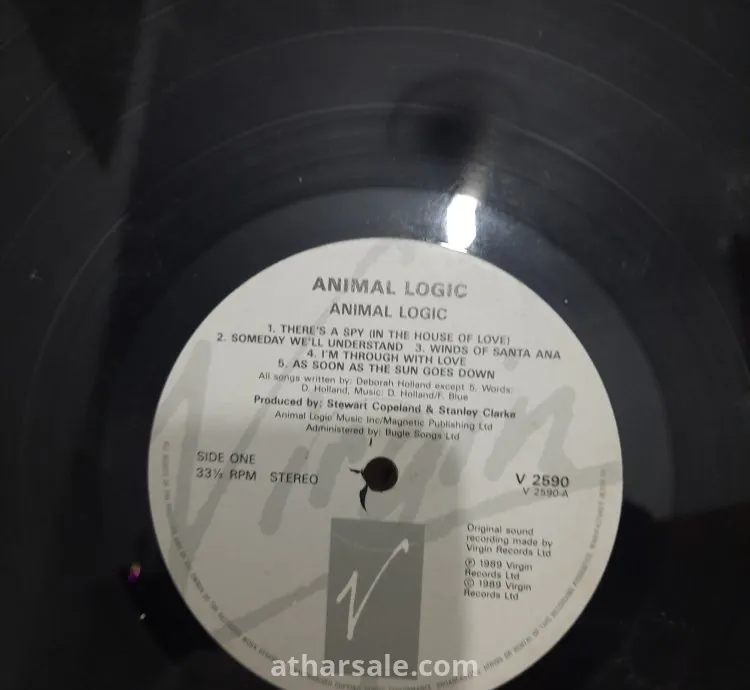 ANIMAL LOGIC
ANIMAL LOGIC
1. THERE'S A SPY (IN THE HOUSE OF LOVE)
2. SOMEDAY WE'LL UNDERSTAND 3. WINDS OF SANTA ANA
4. I'M THROUGH WITH LOVE
5. AS SOON AS THE SUN GOES DOWN
All songs written by: Deborah Holland except 5. Words:
D. Holland, Music: D. Holland/F. Blue
Produced by: Stewart Copeland & Stanley Clarke
Animal Logic Music Inc/Magnetic Publishing Ltd
Administered by: Bugle Songs Ltd
SIDE ONE
33⅓ RPM STEREO
V 2590
V 2590-A
Original sound
recording made by
Virgin Records Ltd
℗ 1989 Virgin
Records Ltd
© 1989 Virgin
Records Ltd
Virgin
V
atharsale.com